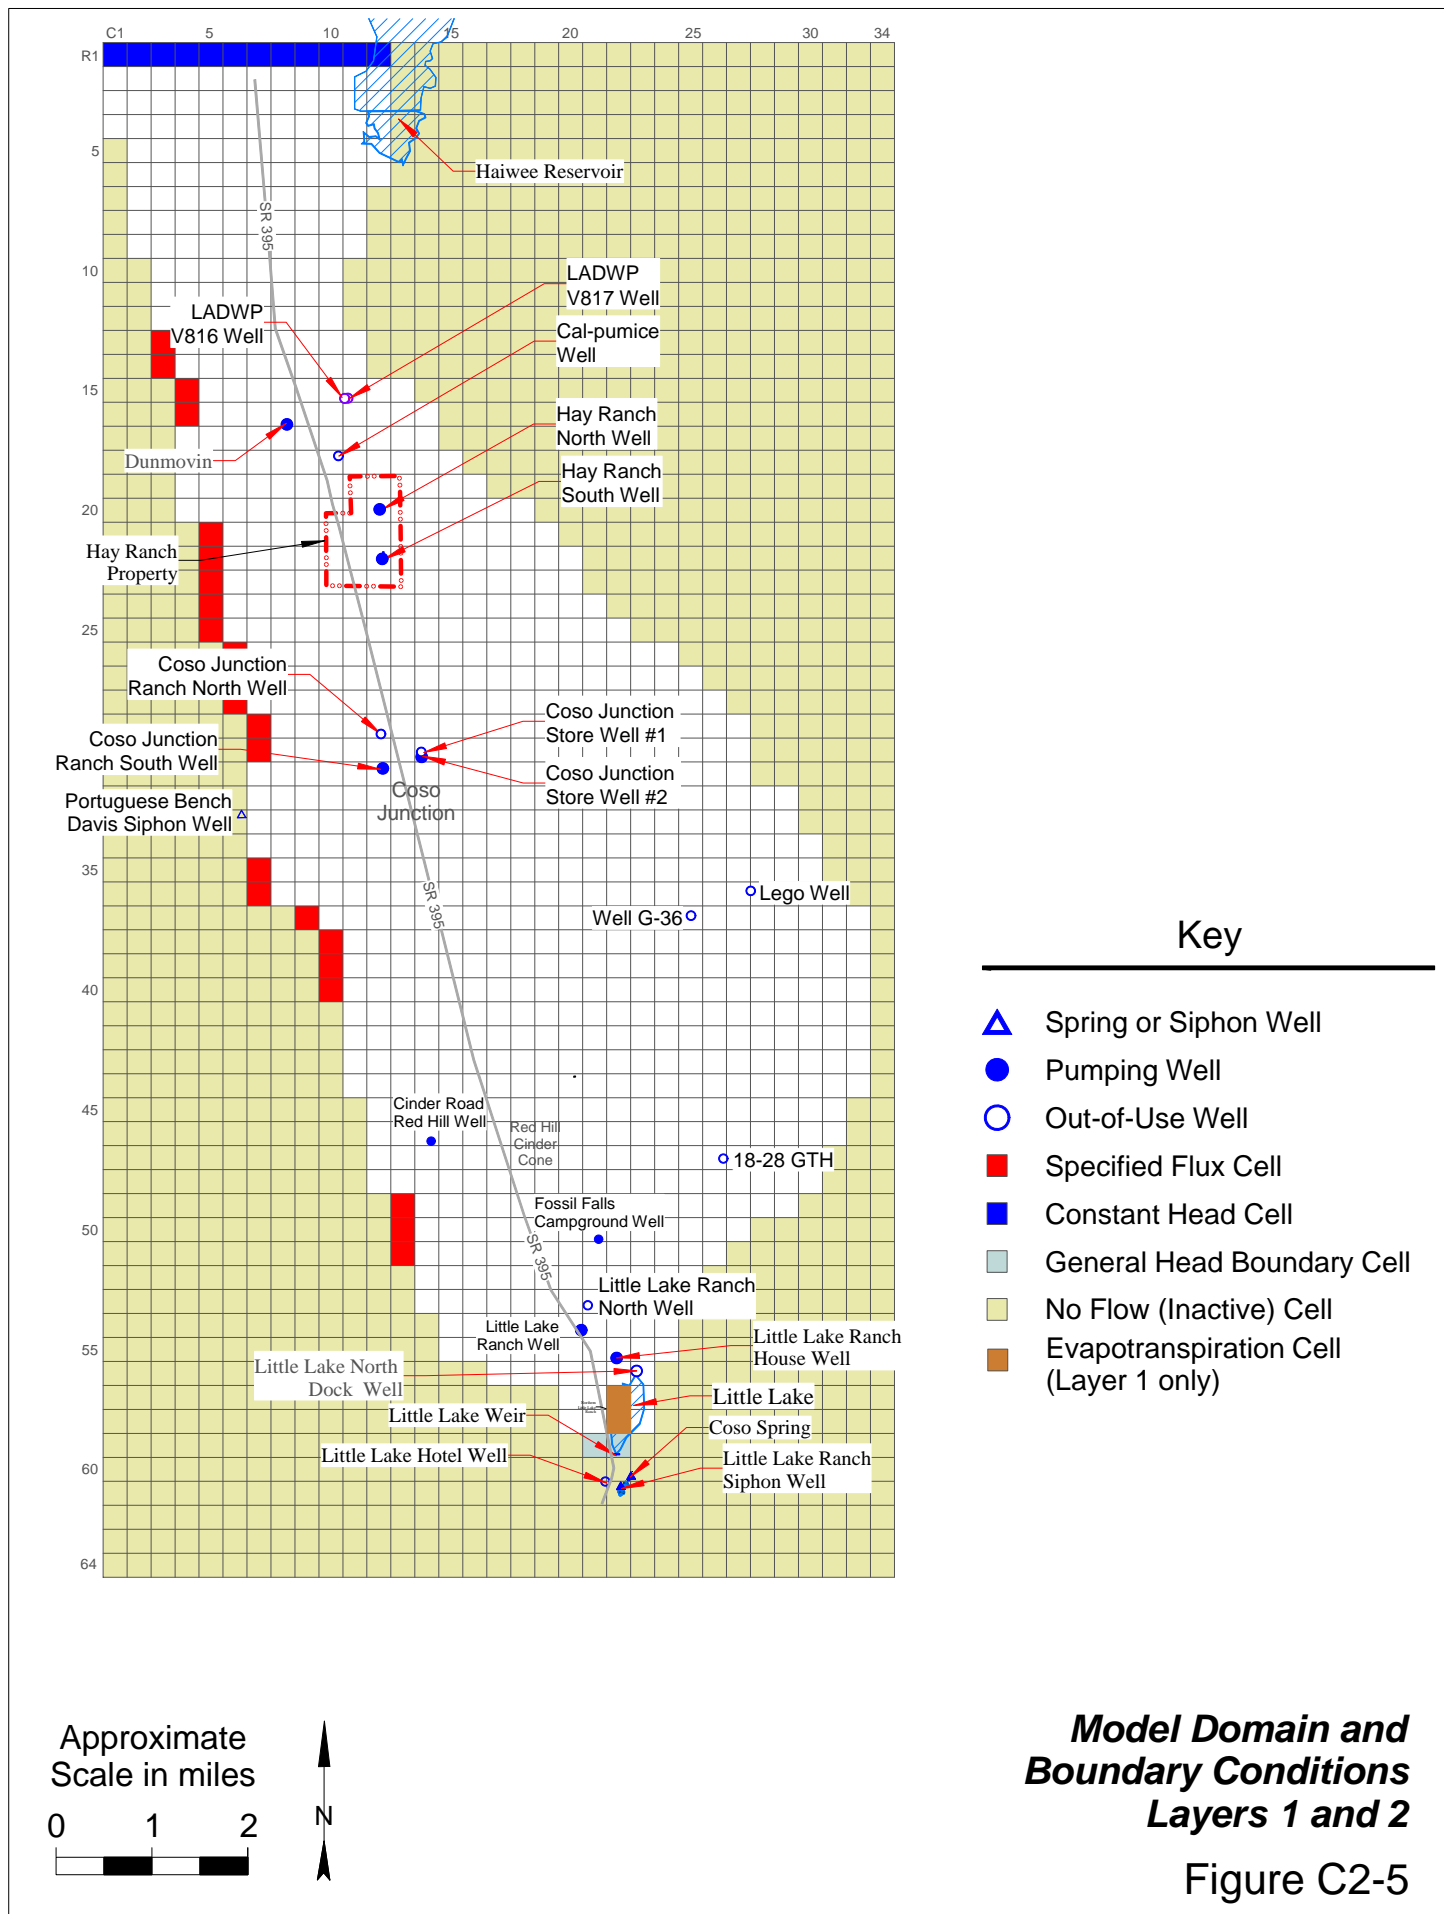 C1
5
10
15
20
25
30
34
R1
5
10
15
20
25
30
35
40
45
50
55
60
64
Haiwee Reservoir
SR 395
LADWP
V817 Well
LADWP
V816 Well
Cal-pumice
Well
Hay Ranch
North Well
Dunmovin
Hay Ranch
South Well
Hay Ranch
Property
Coso Junction
Ranch North Well
Coso Junction
Store Well #1
Coso Junction
Ranch South Well
Coso Junction
Store Well #2
Coso
Junction
Portuguese Bench
Davis Siphon Well
SR 395
Lego Well
Well G-36
Cinder Road
Red Hill Well
Red Hill
Cinder
Cone
18-28 GTH
Fossil Falls
Campground Well
SR 395
Little Lake Ranch
North Well
Little Lake
Ranch Well
Little Lake Ranch
House Well
Little Lake North
Dock Well
Little Lake
Little Lake Weir
Coso Spring
Little Lake Hotel Well
Little Lake Ranch
Siphon Well
Key
Spring or Siphon Well
Pumping Well
Out-of-Use Well
Specified Flux Cell
Constant Head Cell
General Head Boundary Cell
No Flow (Inactive) Cell
Evapotranspiration Cell
(Layer 1 only)
Approximate
Scale in miles
0 1 2
N
Model Domain and
Boundary Conditions
Layers 1 and 2
Figure C2-5